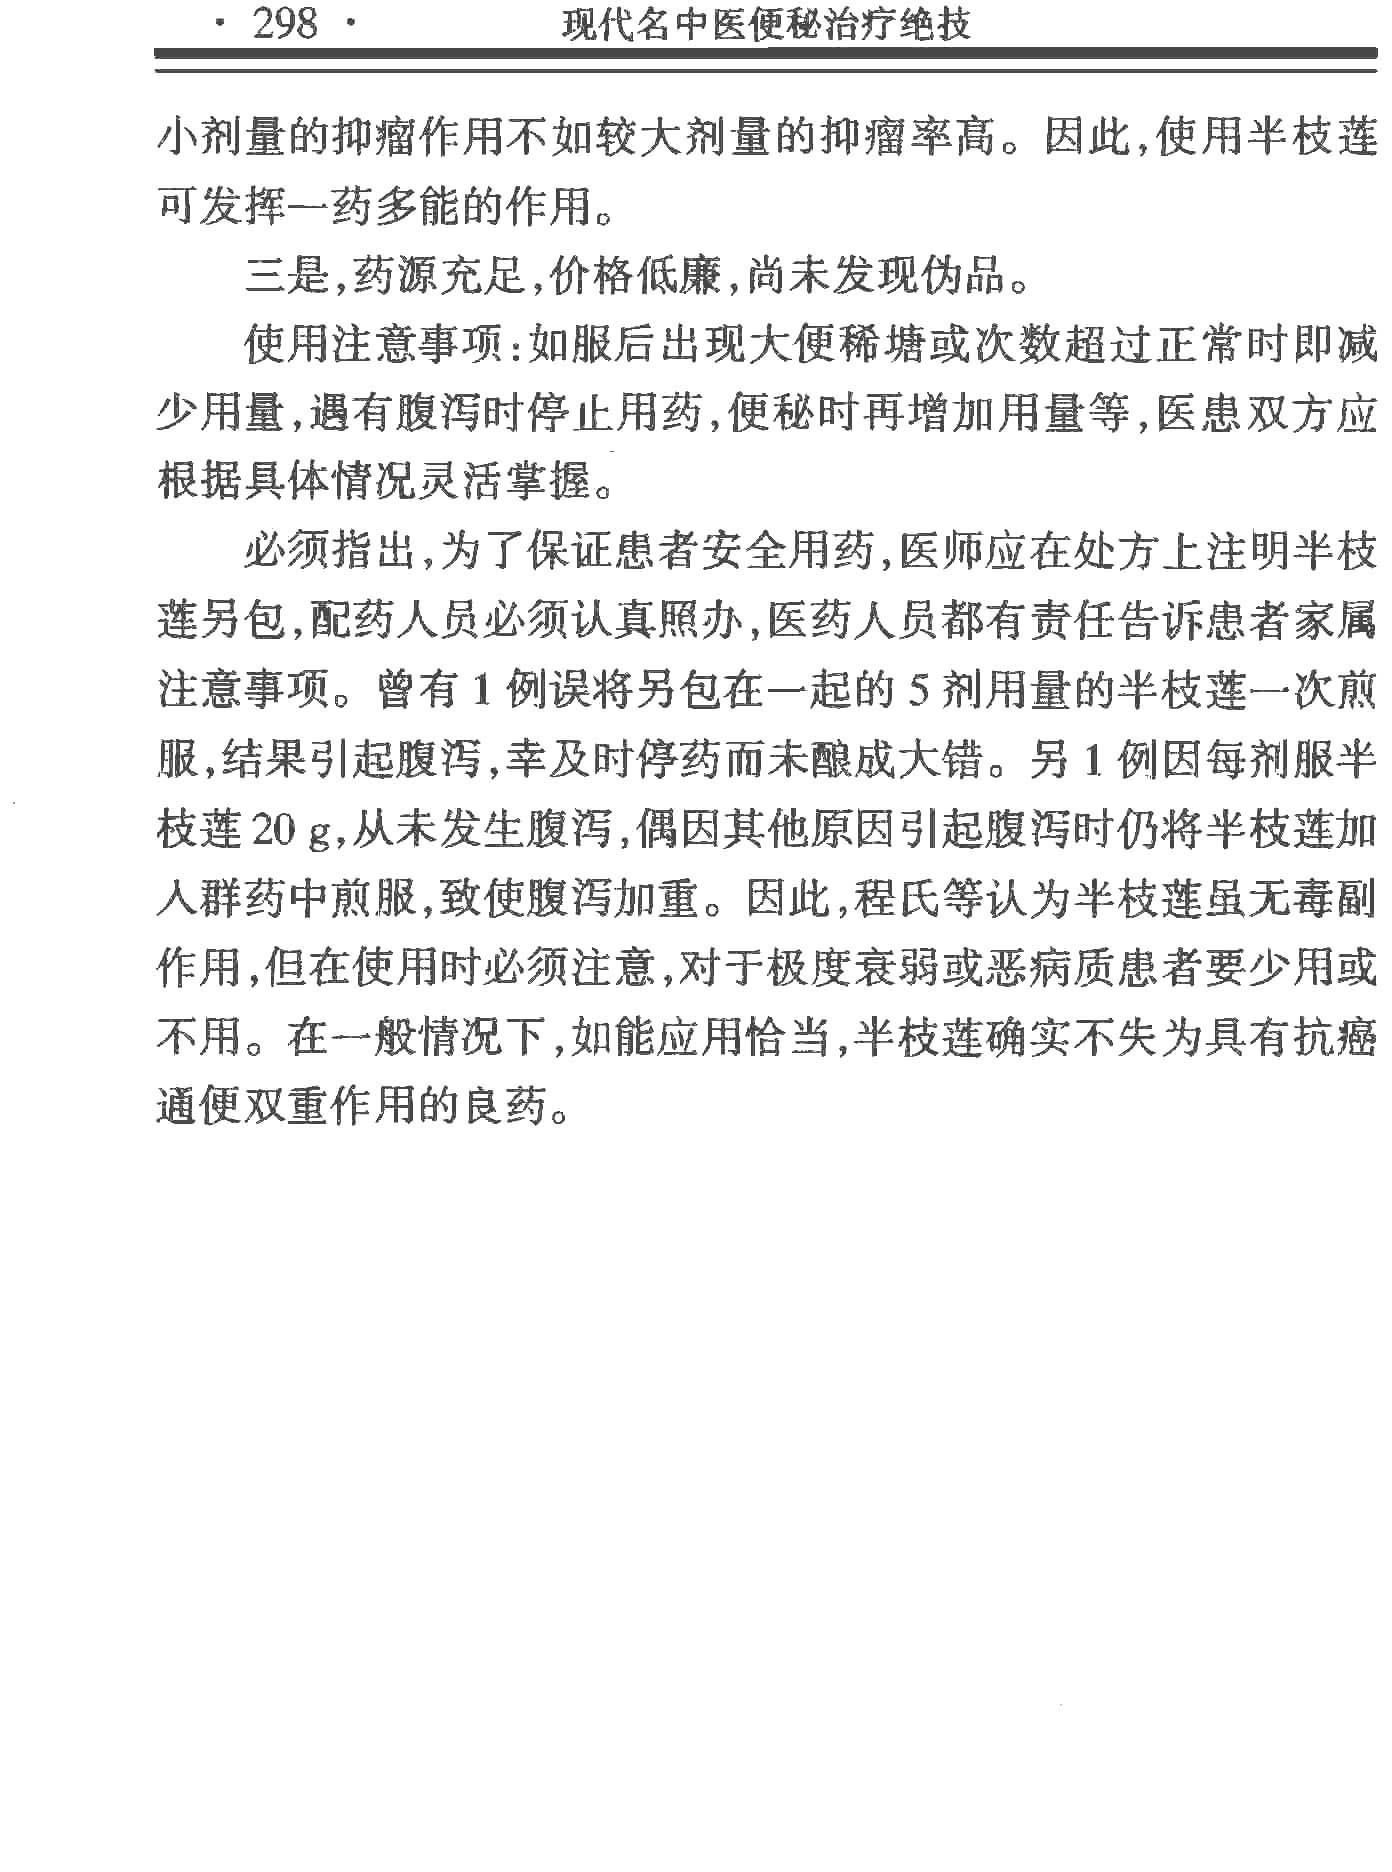 · 298 · 现代名中医便秘治疗绝技
小剂量的抑瘤作用不如较大剂量的抑瘤率高。因此,使用半枝莲
可发挥一药多能的作用。
三是,药源充足,价格低廉,尚未发现伪品。
使用注意事项:如服后出现大便稀塘或次数超过正常时即减
少用量,遇有腹泻时停止用药,便秘时再增加用量等,医患双方应
根据具体情况灵活掌握。
必须指出,为了保证患者安全用药,医师应在处方上注明半枝
莲另包,配药人员必须认真照办,医药人员都有责任告诉患者家属
注意事项。曾有 1 例误将另包在一起的 5 剂用量的半枝莲一次煎
服,结果引起腹泻,幸及时停药而未酿成大错。另 1 例因每剂服半
枝莲 20 g,从未发生腹泻,偶因其他原因引起腹泻时仍将半枝莲加
入群药中煎服,致使腹泻加重。因此,程氏等认为半枝莲虽无毒副
作用,但在使用时必须注意,对于极度衰弱或恶病质患者要少用或
不用。在一般情况下,如能应用恰当,半枝莲确实不失为具有抗癌
通便双重作用的良药。